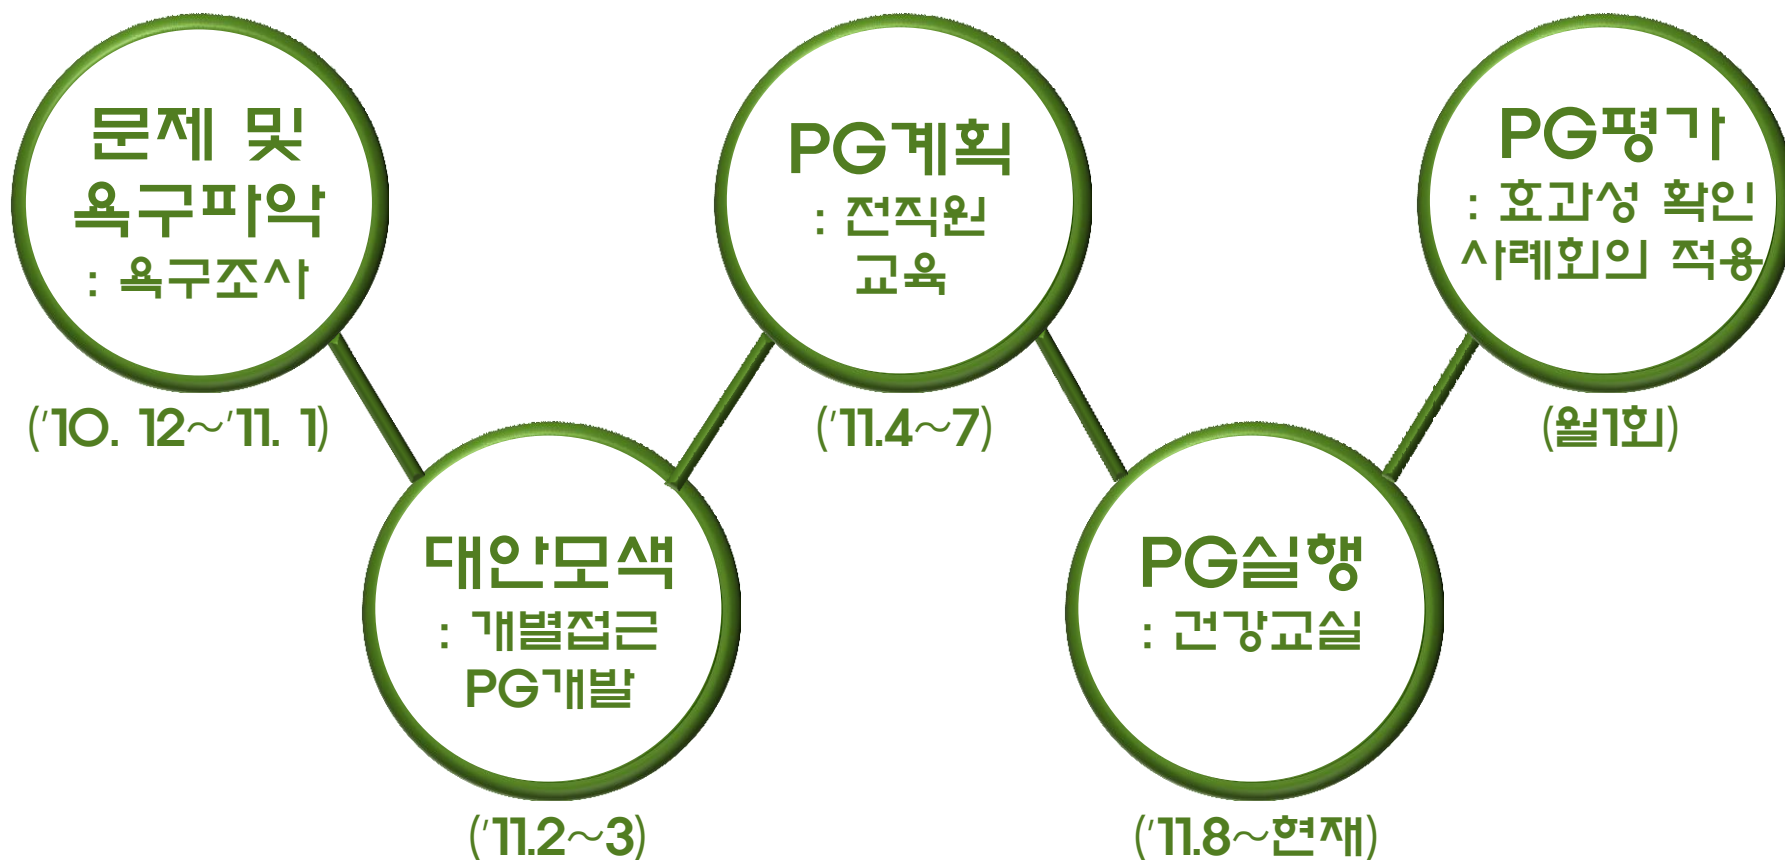 문제 및
욕구파악
: 욕구조사
('10. 12~'11. 1)
대안모색
: 개별접근
PG개발
('11.2~3)
PG계획
: 전직원
교육
('11.4~7)
PG실행
: 건강교실
('11.8~현재)
PG평가
: 효과성 확인
사례회의 적용
(월1회)